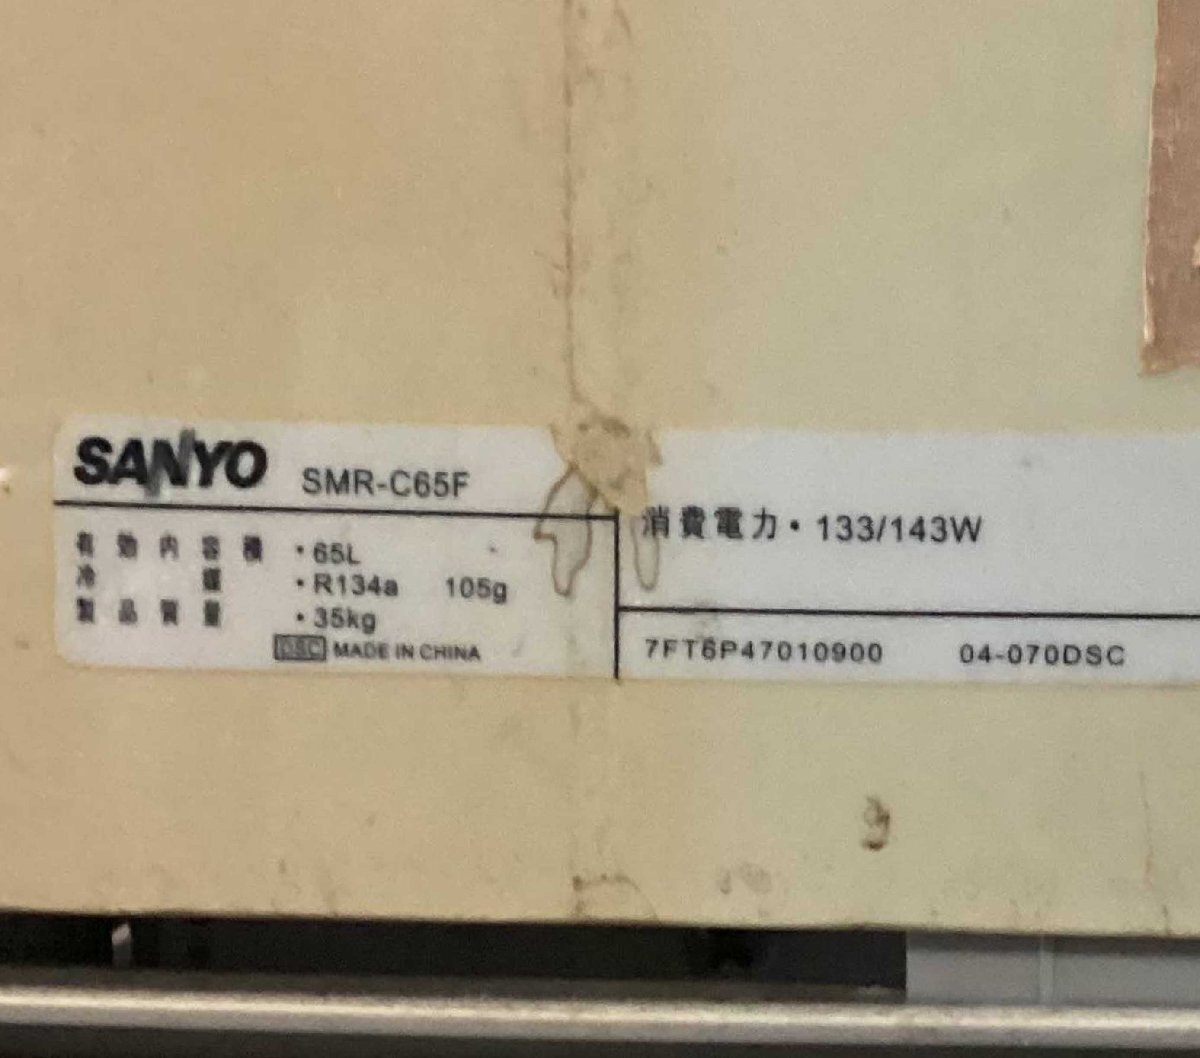 SANYO SMR-C65F
有効内容積・65L
冷媒・R134a 105g
製品質量・35kg
DSC MADE IN CHINA
消費電力・133/143W
7FT6P47010900 04-070DSC